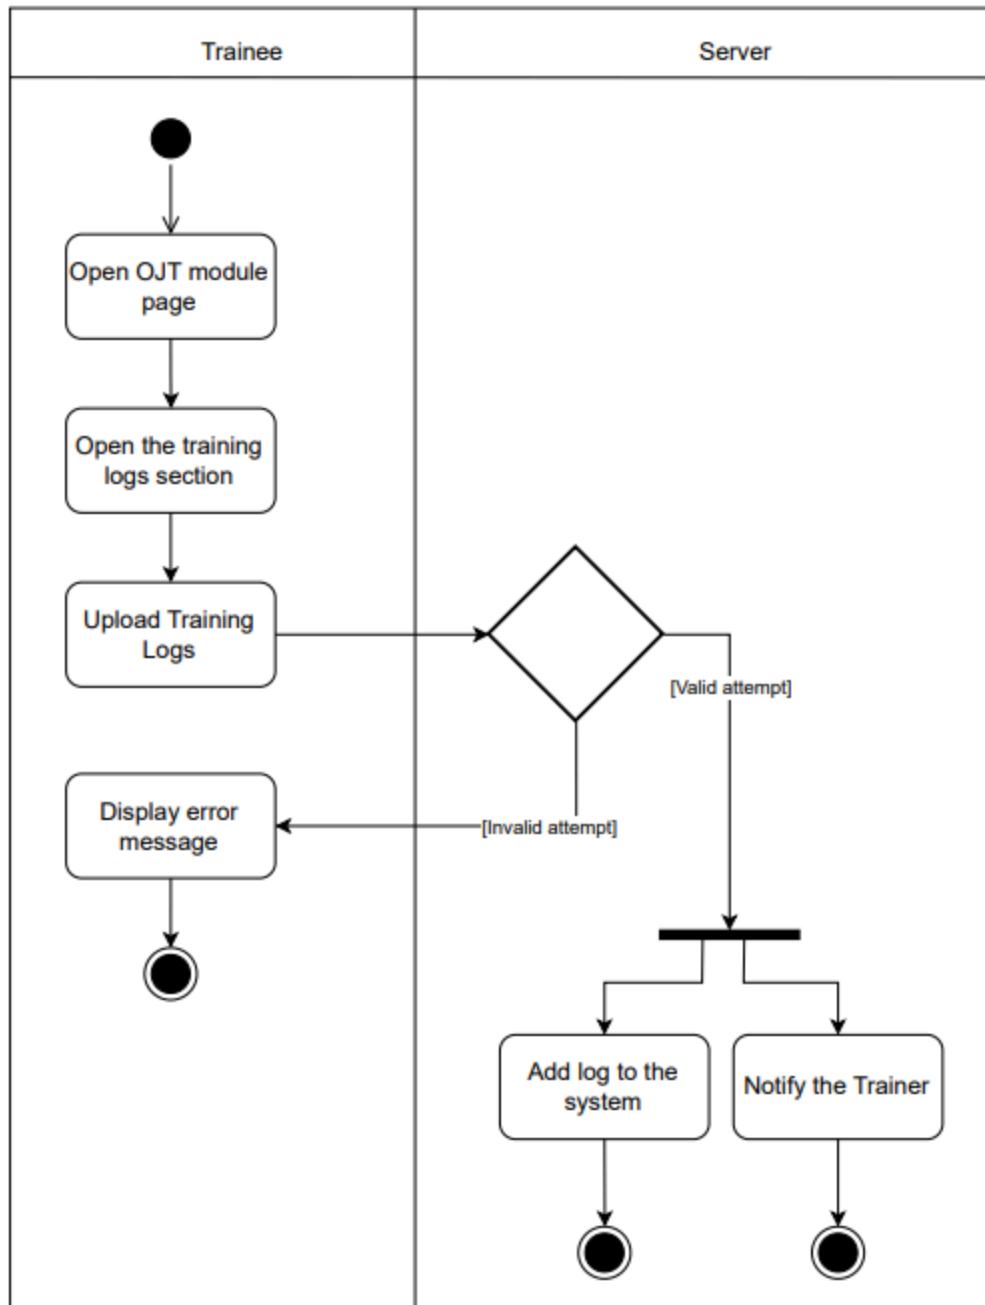 Trainee
Server
Open OJT module
page
Open the training
logs section
Upload Training
Logs
[Valid attempt]
Display error
message
[Invalid attempt]
Add log to the
system
Notify the Trainer